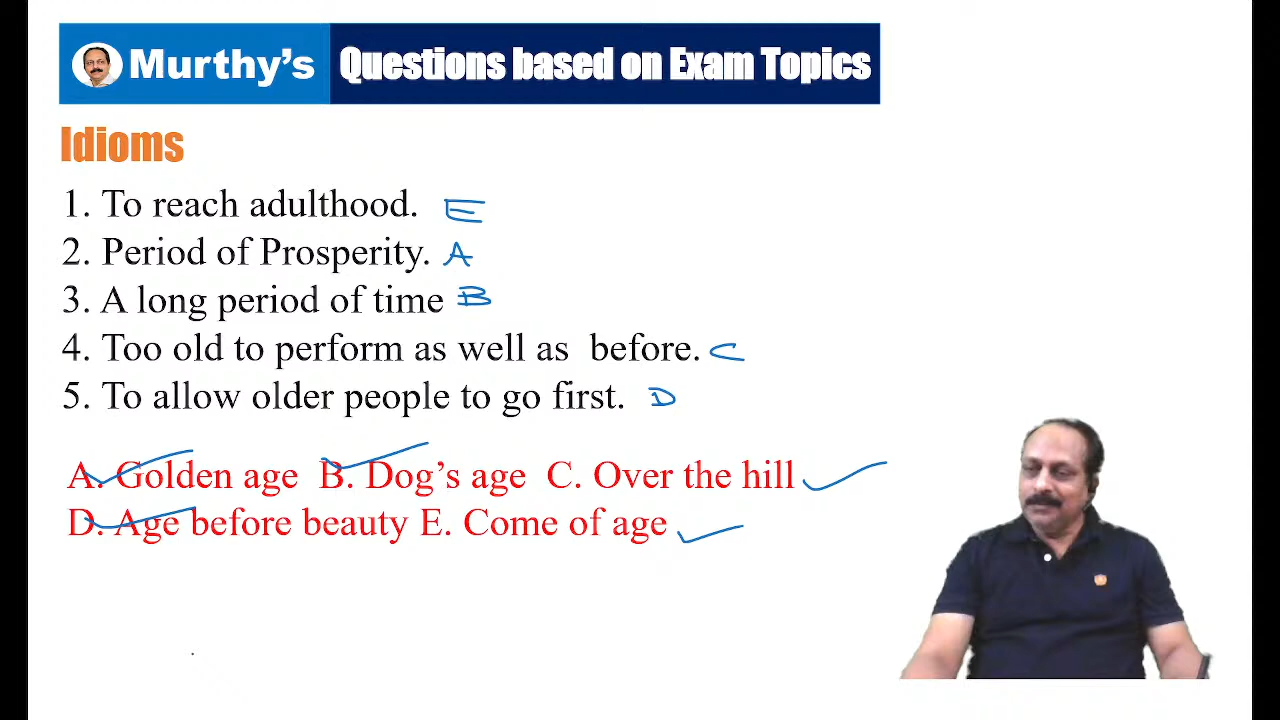 Murthy's Questions based on Exam Topics
Idioms
1. To reach adulthood. E
2. Period of Prosperity. A
3. A long period of time B
4. Too old to perform as well as before. C
5. To allow older people to go first. D
A. Golden age B. Dog's age C. Over the hill
D. Age before beauty E. Come of age